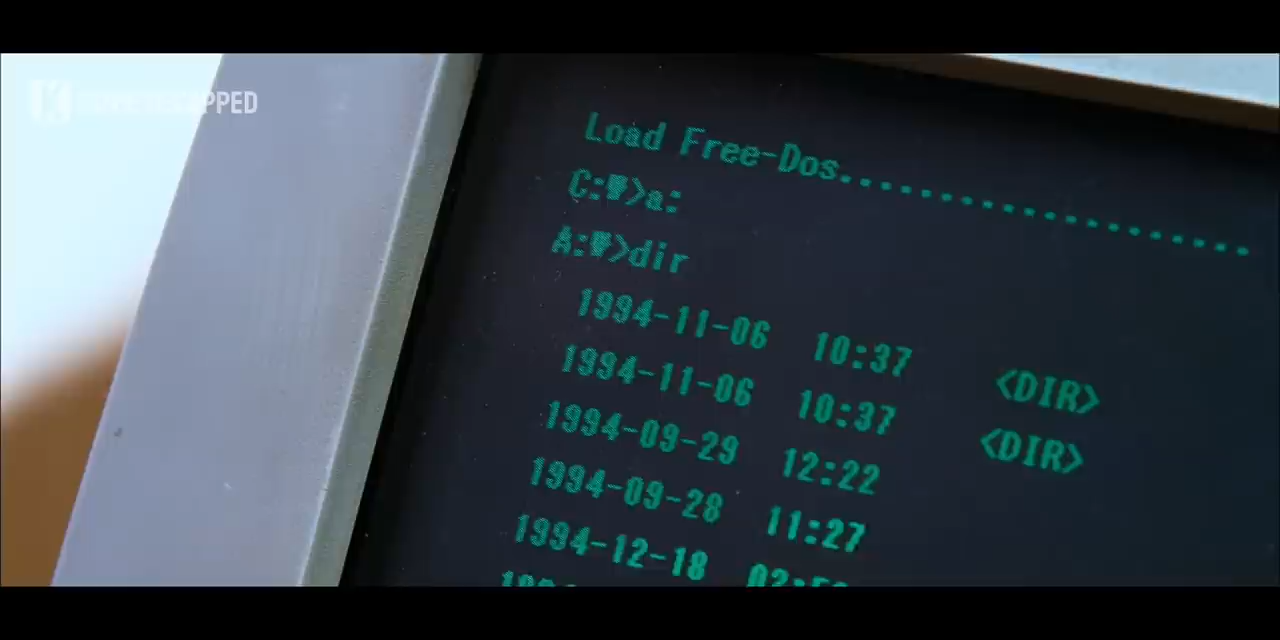 PPED
Load Free-Dos..............................
C:₩>a:
A:₩>dir
1994-11-06 10:37 <DIR>
1994-11-06 10:37 <DIR>
1994-09-29 12:22
1994-09-28 11:27
1994-12-18